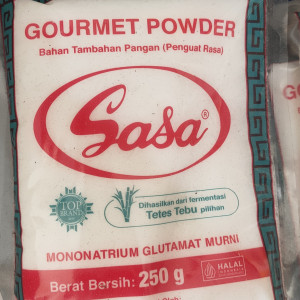 GOURMET POWDER
Bahan Tambahan Pangan (Penguat Rasa)
Sasa®
TOP
BRAND
Dihasilkan dari fermentasi
Tetes Tebu pilihan
MONONATRIUM GLUTAMAT MURNI
Berat Bersih: 250 g
HALAL
INDONESIA